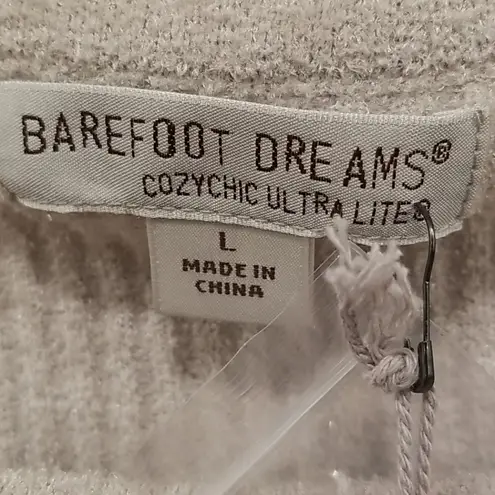 BAREFOOT DREAMS®
COZYCHIC ULTRA LITE®
L
MADE IN
CHINA